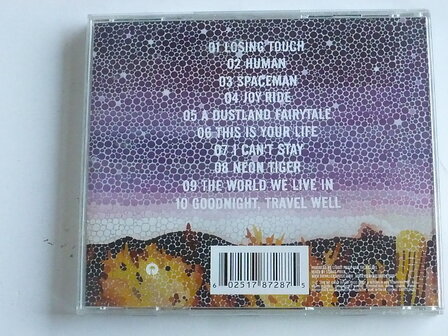 01 LOSING TOUCH
02 HUMAN
03 SPACEMAN
04 JOY RIDE
05 A DUSTLAND FAIRYTALE
06 THIS IS YOUR LIFE
07 I CAN'T STAY
08 NEON TIGER
09 THE WORLD WE LIVE IN
10 GOODNIGHT, TRAVEL WELL
6 02517 87287 5